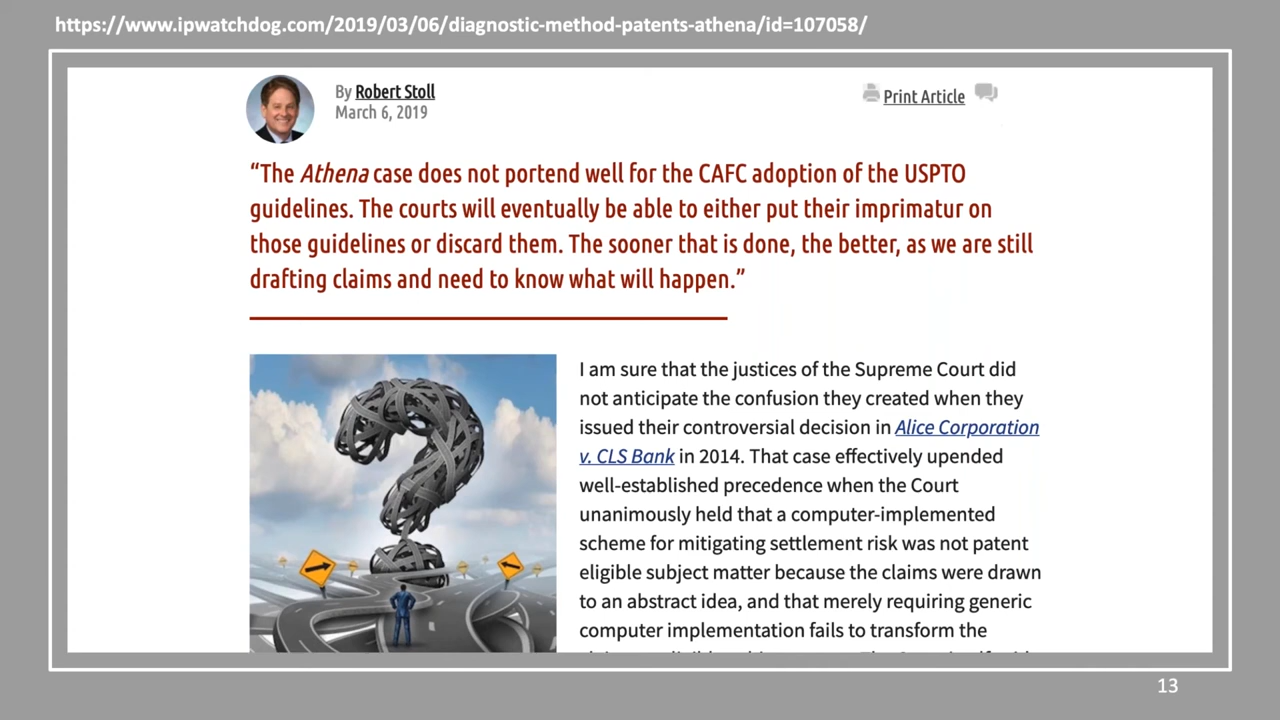 https://www.ipwatchdog.com/2019/03/06/diagnostic-method-patents-athena/id=107058/
By Robert Stoll
March 6, 2019
Print Article
“The Athena case does not portend well for the CAFC adoption of the USPTO
guidelines. The courts will eventually be able to either put their imprimatur on
those guidelines or discard them. The sooner that is done, the better, as we are still
drafting claims and need to know what will happen.”
I am sure that the justices of the Supreme Court did
not anticipate the confusion they created when they
issued their controversial decision in Alice Corporation
v. CLS Bank in 2014. That case effectively upended
well-established precedence when the Court
unanimously held that a computer-implemented
scheme for mitigating settlement risk was not patent
eligible subject matter because the claims were drawn
to an abstract idea, and that merely requiring generic
computer implementation fails to transform the
13